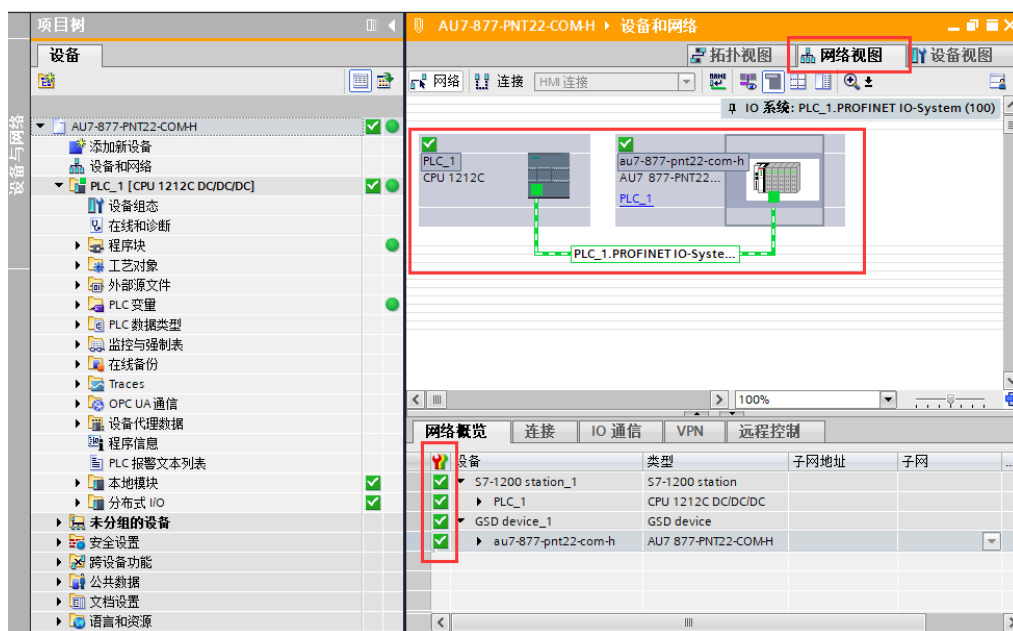 项目树
AU7-877-PNT22-COM-H ▸ 设备和网络
设备
拓扑视图
网络视图
设备视图
网络
连接
HMI 连接
IO 系统: PLC_1.PROFINET IO-System (100)
设备与网络
AU7-877-PNT22-COM-H
添加新设备
设备和网络
PLC_1 [CPU 1212C DC/DC/DC]
设备组态
在线和诊断
程序块
工艺对象
外部源文件
PLC 变量
PLC 数据类型
监控与强制表
在线备份
Traces
OPC UA 通信
设备代理数据
程序信息
PLC 报警文本列表
本地模块
分布式 I/O
未分组的设备
安全设置
跨设备功能
公共数据
文档设置
语言和资源
PLC_1
CPU 1212C
au7-877-pnt22-com-h
AU7 877-PNT22...
PLC_1
PLC_1.PROFINET IO-Syste...
100%
网络概览
连接
IO 通信
VPN
远程控制
设备
类型
子网地址
子网
...
S7-1200 station_1
S7-1200 station
PLC_1
CPU 1212C DC/DC/DC
GSD device_1
GSD device
au7-877-pnt22-com-h
AU7 877-PNT22-COM-H